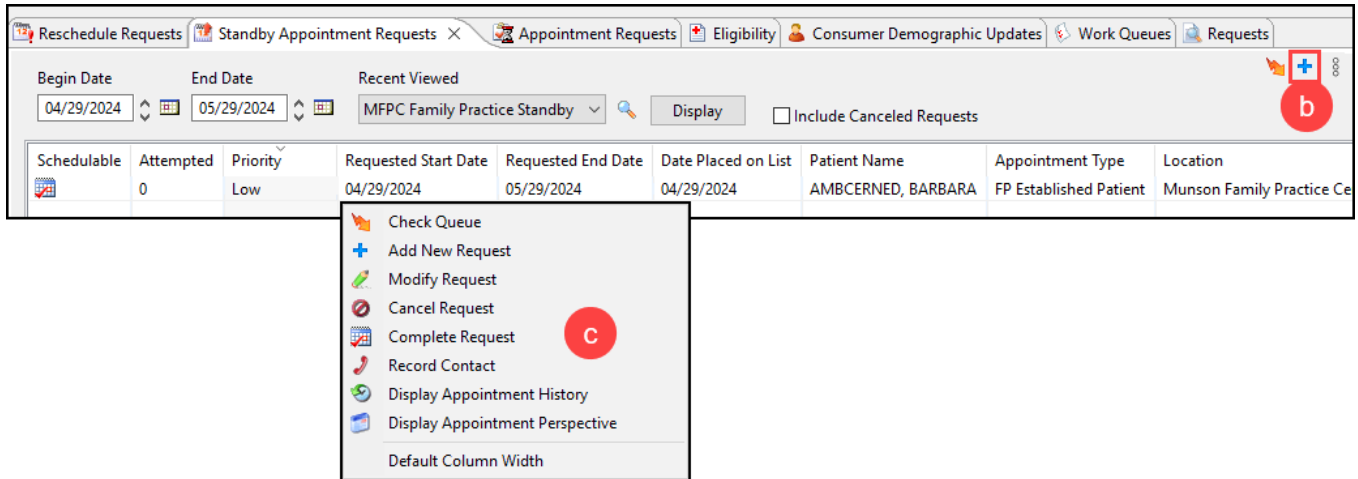 Reschedule Requests Standby Appointment Requests Appointment Requests Eligibility Consumer Demographic Updates Work Queues Requests
Begin Date End Date Recent Viewed
04/29/2024 05/29/2024 MFPC Family Practice Standby Display Include Canceled Requests
b
Schedulable Attempted Priority Requested Start Date Requested End Date Date Placed on List Patient Name Appointment Type Location
0 Low 04/29/2024 05/29/2024 04/29/2024 AMBCERNED, BARBARA FP Established Patient Munson Family Practice Ce
Check Queue
Add New Request
Modify Request
Cancel Request
Complete Request
c
Record Contact
Display Appointment History
Display Appointment Perspective
Default Column Width